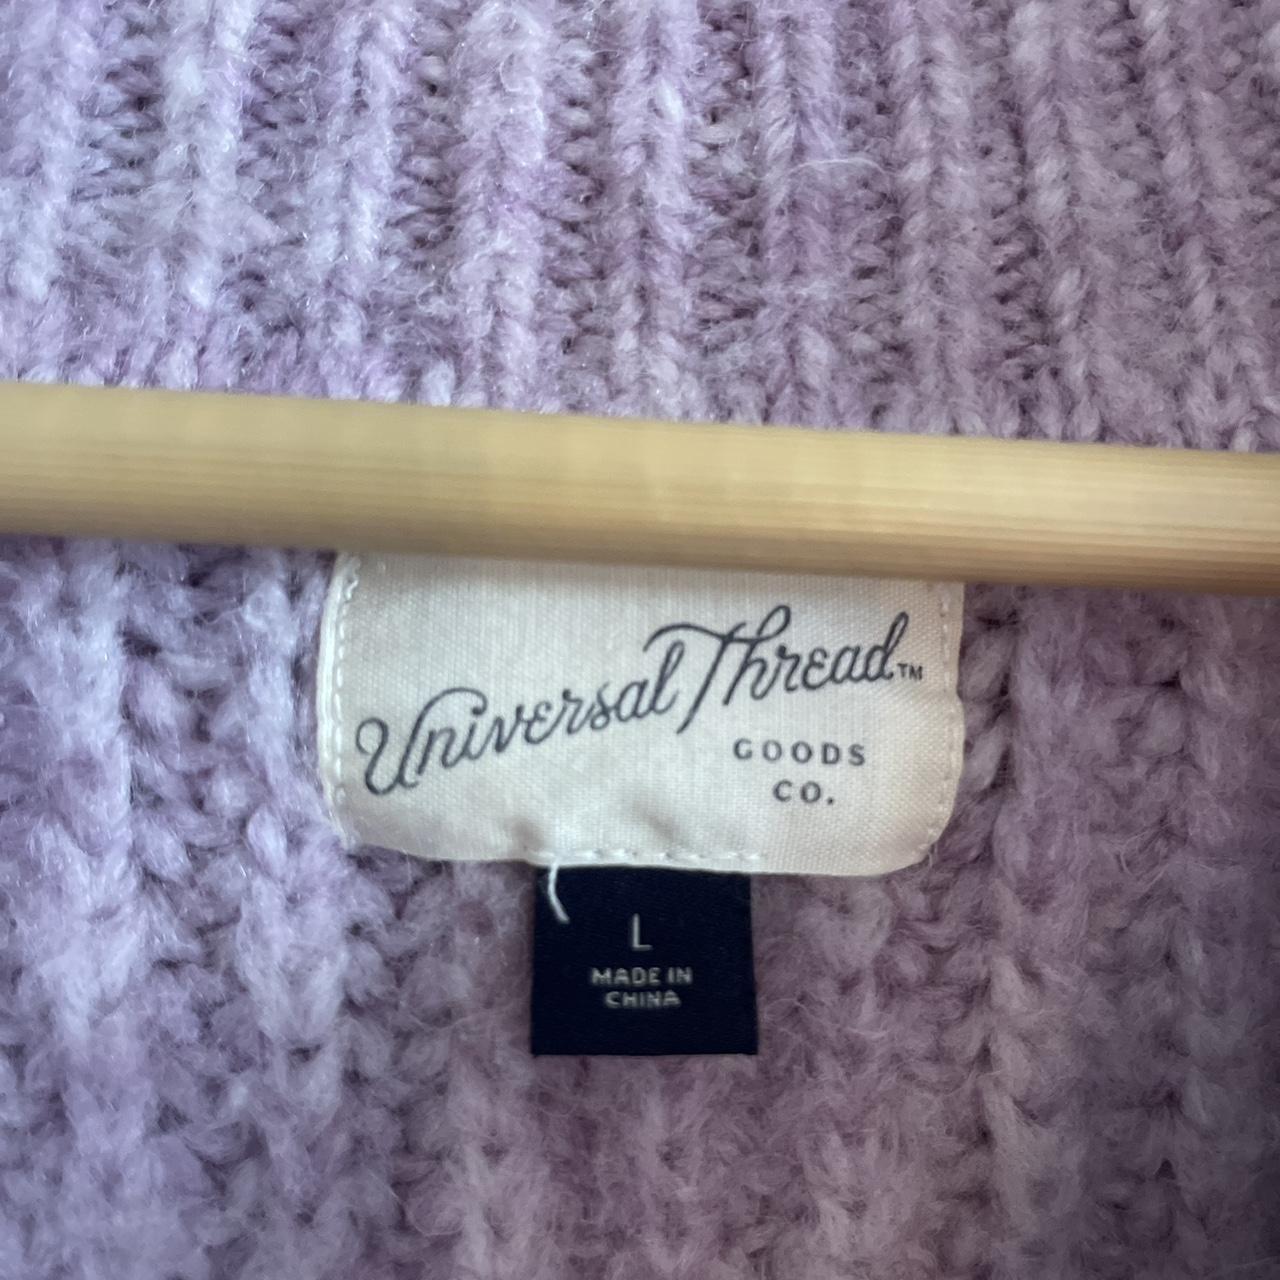 Universal Thread™
GOODS
CO.
L
MADE IN
CHINA